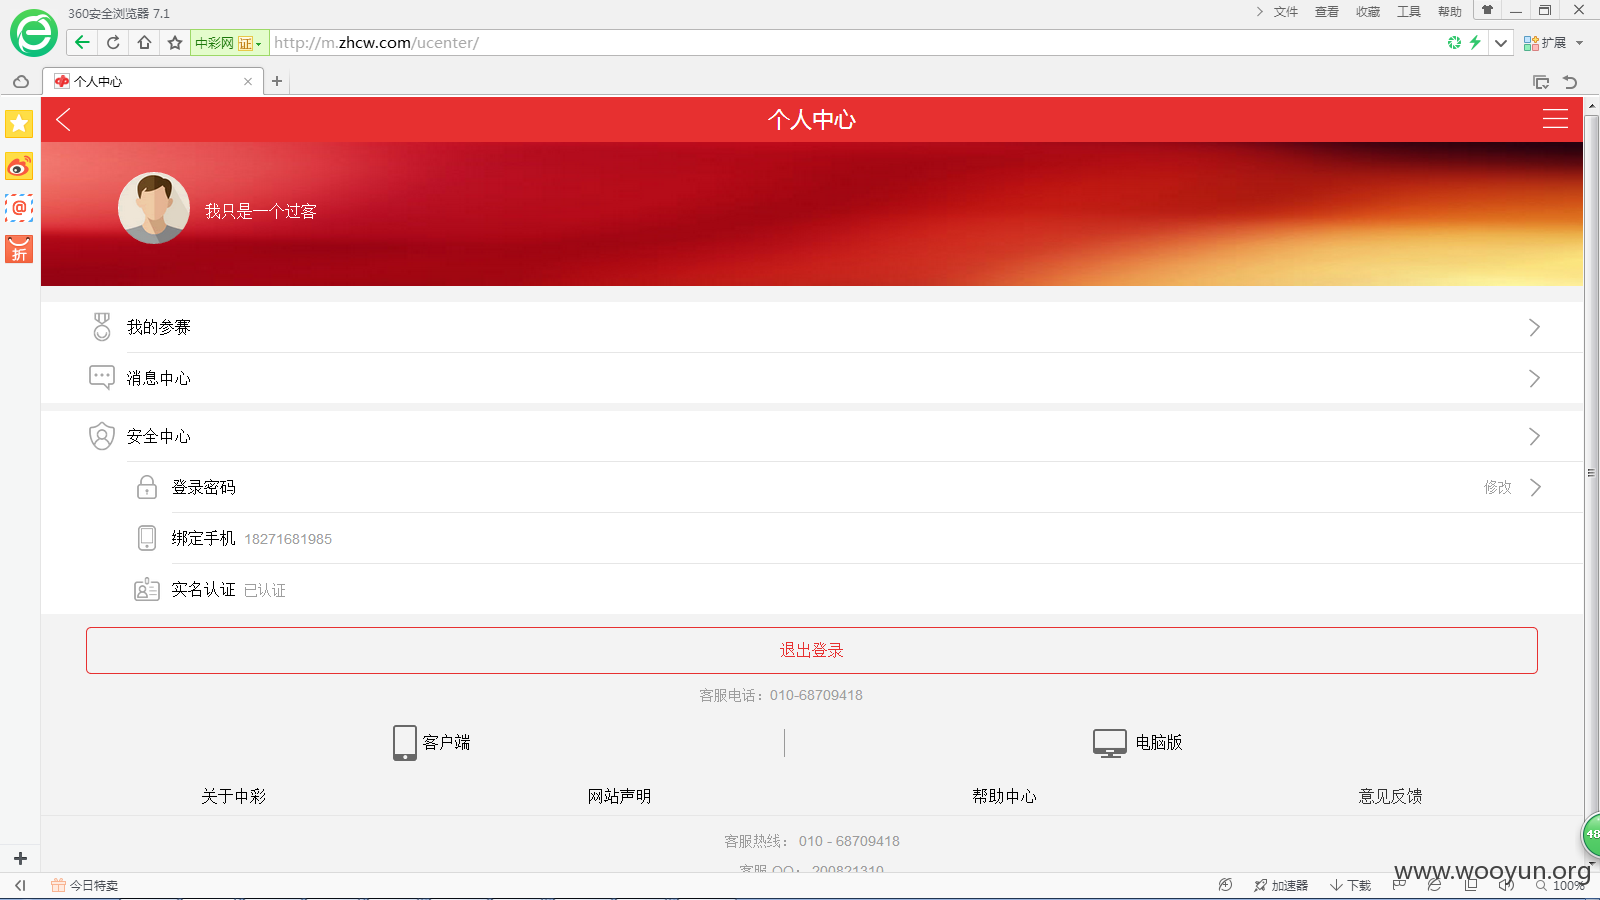 360安全浏览器 7.1
文件 查看 收藏 工具 帮助
中彩网 证 http://m.zhcw.com/ucenter/ 扩展
个人中心
个人中心
@
折
我只是一个过客
我的参赛
消息中心
安全中心
登录密码 修改
绑定手机 18271681985
实名认证 已认证
退出登录
客服电话：010-68709418
客户端 电脑版
关于中彩 网站声明 帮助中心 意见反馈
客服热线： 010 - 68709418
48
客服 QQ： 200821310
www.wooyun.org
今日特卖 加速器 下载 100%